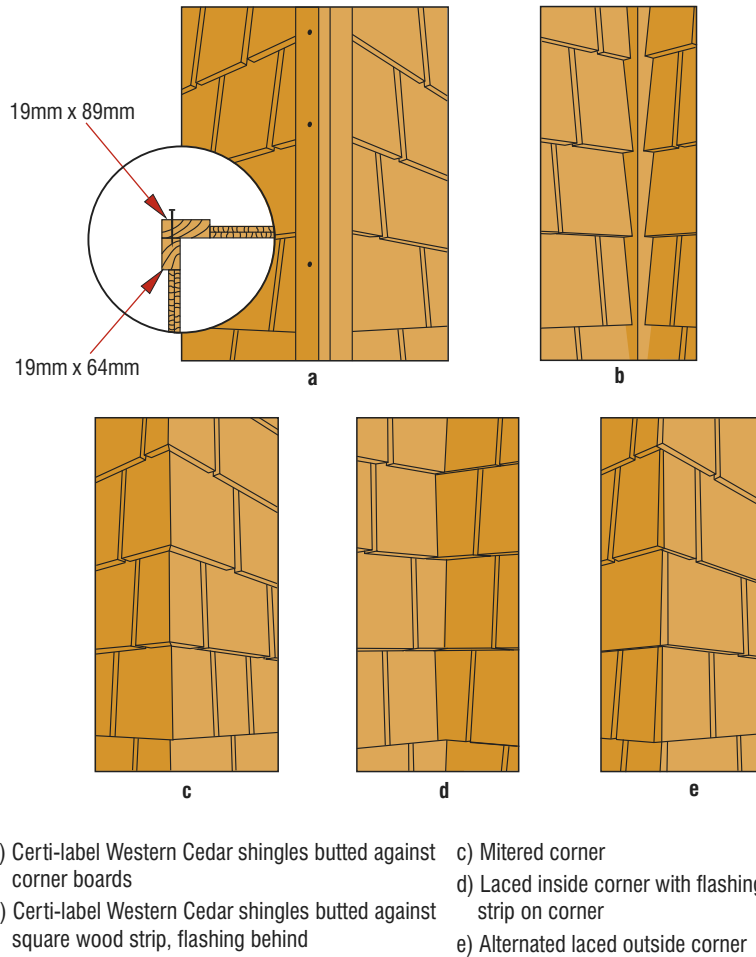 19mm x 89mm
19mm x 64mm
a
b
c
d
e
) Certi-label Western Cedar shingles butted against
corner boards
) Certi-label Western Cedar shingles butted against
square wood strip, flashing behind
c) Mitered corner
d) Laced inside corner with flashing
strip on corner
e) Alternated laced outside corner